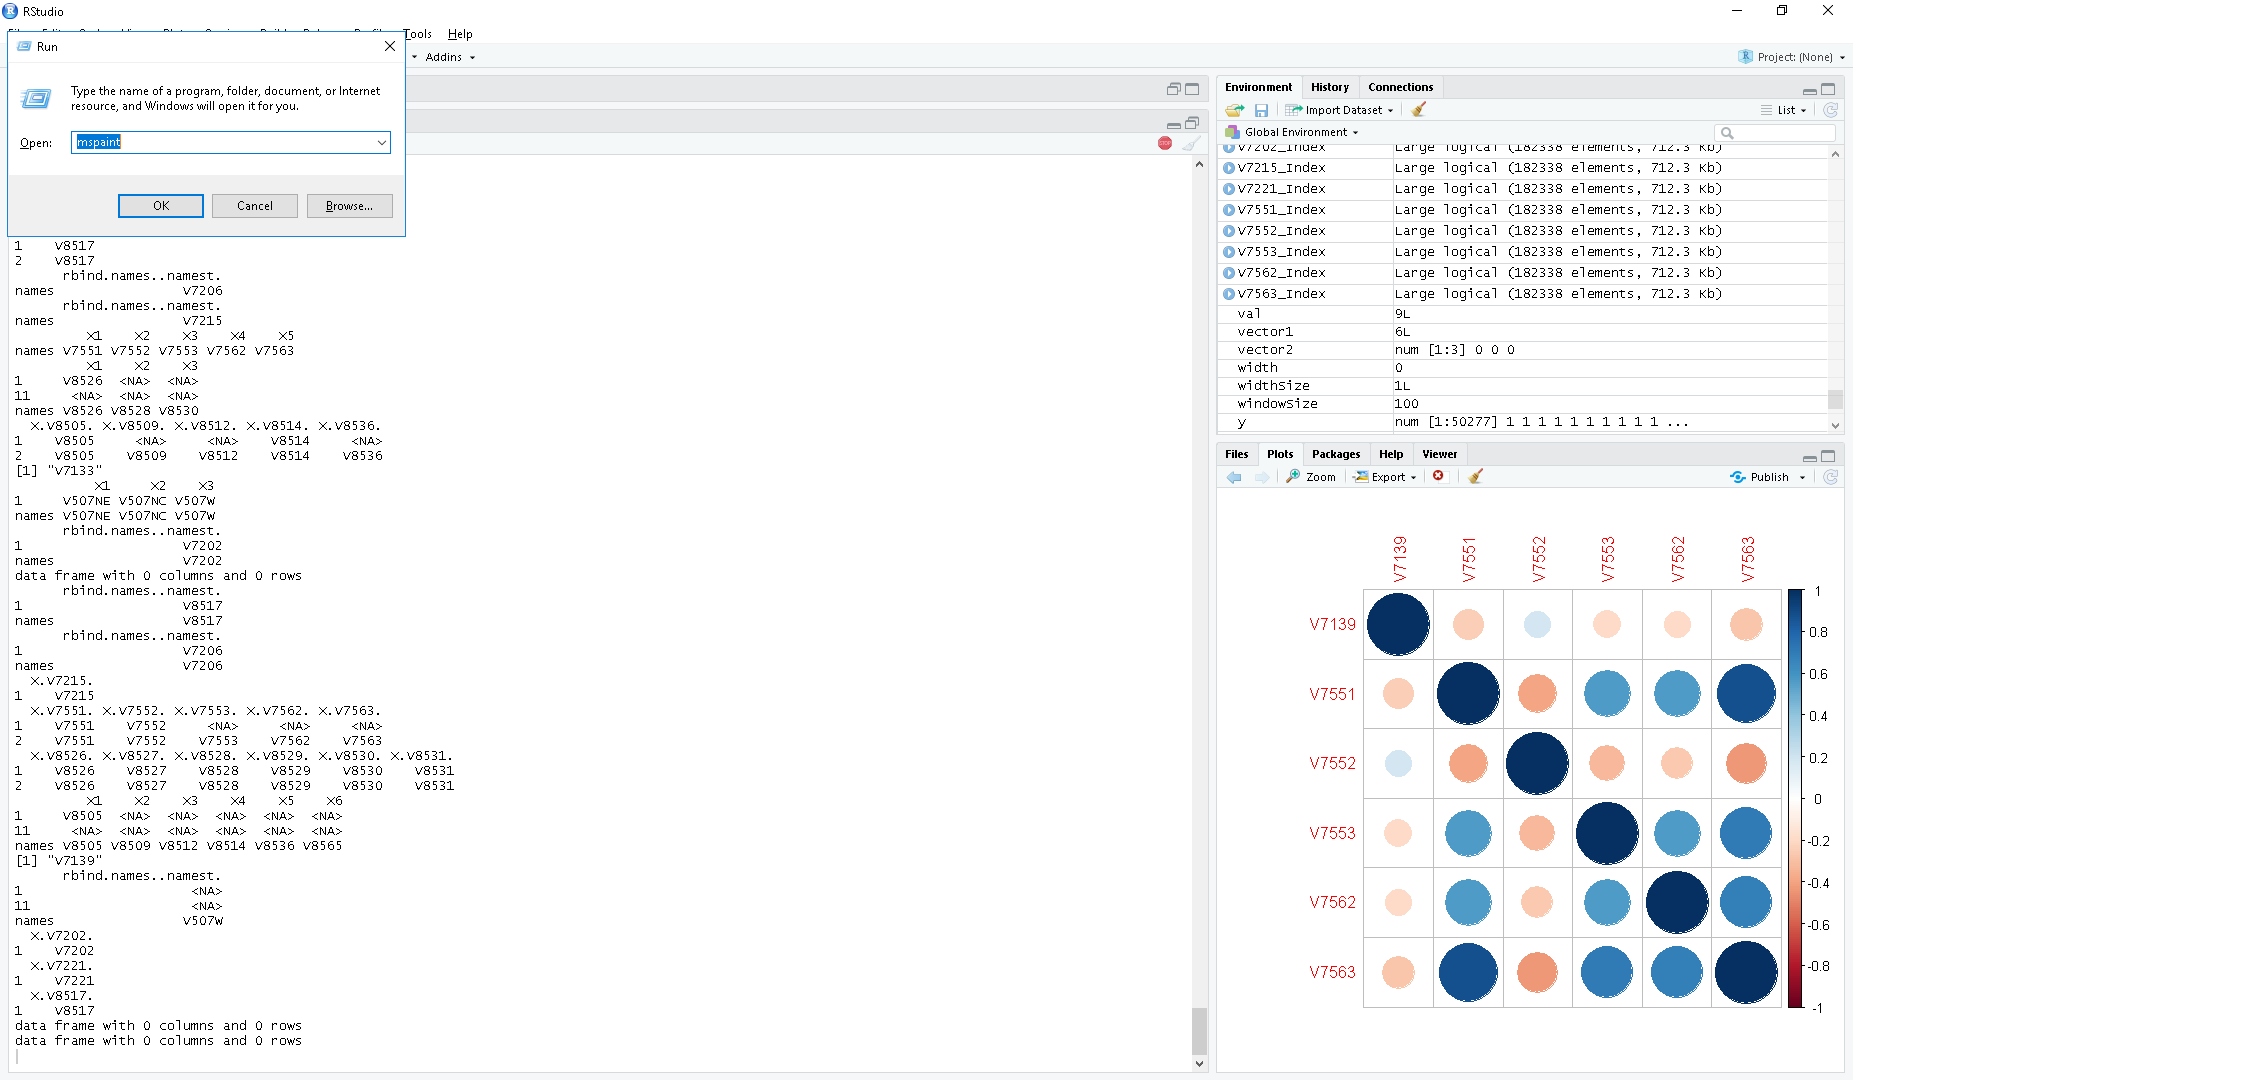 RStudio
Tools Help
Run
Type the name of a program, folder, document, or Internet
resource, and Windows will open it for you.
Open: mspaint
OK Cancel Browse...
Addins
Project: (None)
1    V8517
2    V8517
      rbind.names..namest.
names                V7206
      rbind.names..namest.
names                V7215
         X1    X2    X3    X4    X5
names V7551 V7552 V7553 V7562 V7563
         X1    X2    X3
1     V8526  <NA>  <NA>
11     <NA>  <NA>  <NA>
names V8526 V8528 V8530
  X.V8505. X.V8509. X.V8512. X.V8514. X.V8536.
1    V8505     <NA>     <NA>    V8514     <NA>
2    V8505    V8509    V8512    V8514    V8536
[1] "V7133"
          X1     X2    X3
1     V507NE V507NC V507W
names V507NE V507NC V507W
      rbind.names..namest.
1                    V7202
names                V7202
data frame with 0 columns and 0 rows
      rbind.names..namest.
1                    V8517
names                V8517
      rbind.names..namest.
1                    V7206
names                V7206
  X.V7215.
1    V7215
  X.V7551. X.V7552. X.V7553. X.V7562. X.V7563.
1    V7551    V7552     <NA>     <NA>     <NA>
2    V7551    V7552    V7553    V7562    V7563
  X.V8526. X.V8527. X.V8528. X.V8529. X.V8530. X.V8531.
1    V8526    V8527    V8528    V8529    V8530    V8531
2    V8526    V8527    V8528    V8529    V8530    V8531
         X1    X2    X3    X4    X5    X6
1     V8505  <NA>  <NA>  <NA>  <NA>  <NA>
11     <NA>  <NA>  <NA>  <NA>  <NA>  <NA>
names V8505 V8509 V8512 V8514 V8536 V8565
[1] "V7139"
      rbind.names..namest.
1                     <NA>
11                    <NA>
names                V507W
  X.V7202.
1    V7202
  X.V7221.
1    V7221
  X.V8517.
1    V8517
data frame with 0 columns and 0 rows
data frame with 0 columns and 0 rows
Environment History Connections
Import Dataset List
Global Environment
V7202_Index Large logical (182338 elements, 712.3 Kb)
V7215_Index Large logical (182338 elements, 712.3 Kb)
V7221_Index Large logical (182338 elements, 712.3 Kb)
V7551_Index Large logical (182338 elements, 712.3 Kb)
V7552_Index Large logical (182338 elements, 712.3 Kb)
V7553_Index Large logical (182338 elements, 712.3 Kb)
V7562_Index Large logical (182338 elements, 712.3 Kb)
V7563_Index Large logical (182338 elements, 712.3 Kb)
val 9L
vector1 6L
vector2 num [1:3] 0 0 0
width 0
widthSize 1L
windowSize 100
y num [1:50277] 1 1 1 1 1 1 1 1 1 1 ...
Files Plots Packages Help Viewer
Zoom Export Publish
V7139 V7551 V7552 V7553 V7562 V7563
V7139
V7551
V7552
V7553
V7562
V7563
1
0.8
0.6
0.4
0.2
0
-0.2
-0.4
-0.6
-0.8
-1